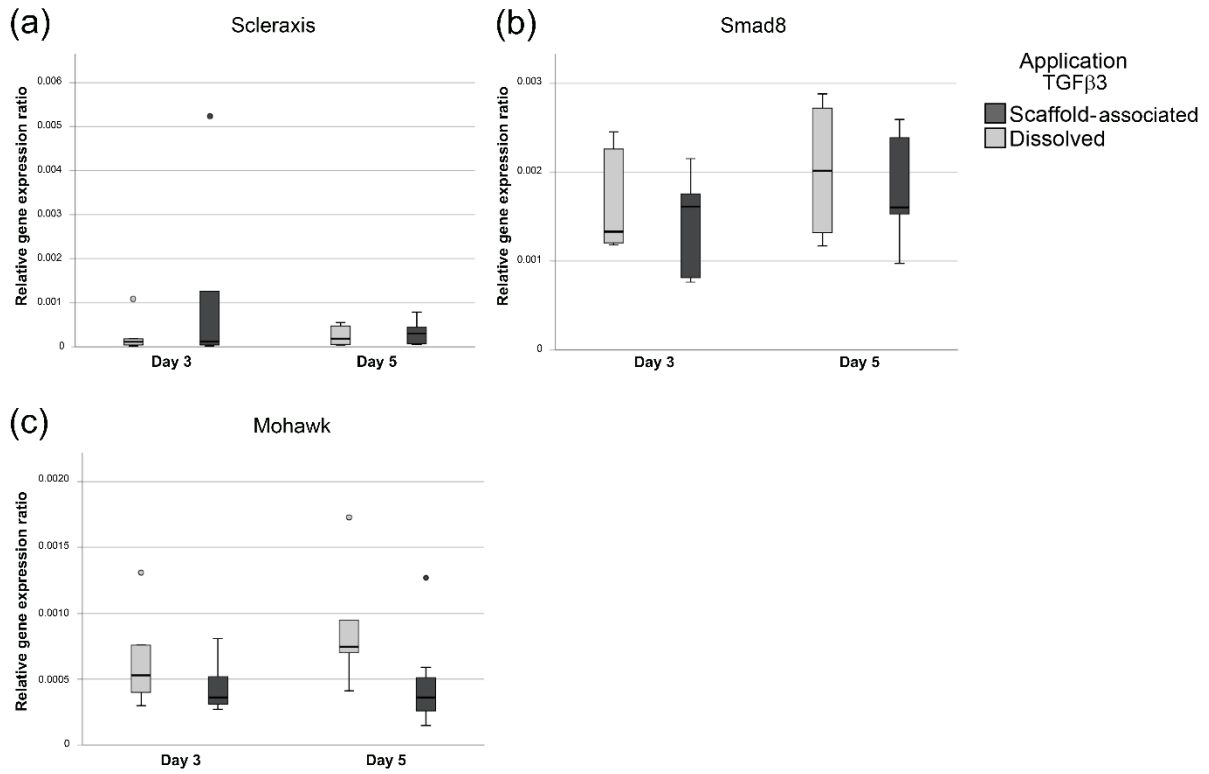 (a)
Scleraxis
Relative gene expression ratio
0.006
0.005
0.004
0.003
0.002
0.001
0
Day 3
Day 5
(b)
Smad8
Relative gene expression ratio
0.003
0.002
0.001
0
Day 3
Day 5
Application
TGFβ3
Scaffold-associated
Dissolved
(c)
Mohawk
Relative gene expression ratio
0.0020
0.0015
0.0010
0.0005
0
Day 3
Day 5